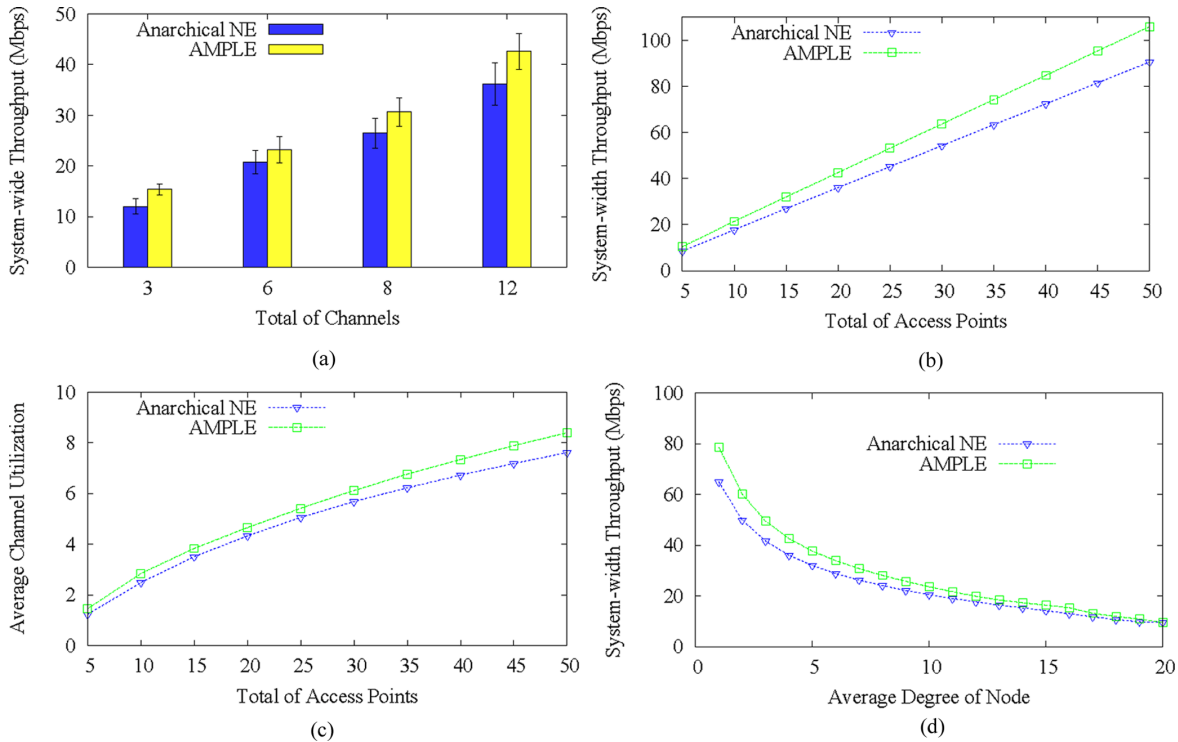 System-wide Throughput (Mbps)
50
40
30
20
10
0
Anarchical NE
AMPLE
3 6 8 12
Total of Channels
(a)
System-width Throughput (Mbps)
100
80
60
40
20
0
Anarchical NE
AMPLE
5 10 15 20 25 30 35 40 45 50
Total of Access Points
(b)
Average Channel Utilization
10
8
6
4
2
0
Anarchical NE
AMPLE
5 10 15 20 25 30 35 40 45 50
Total of Access Points
(c)
System-width Throughput (Mbps)
100
80
60
40
20
0
Anarchical NE
AMPLE
0 5 10 15 20
Average Degree of Node
(d)